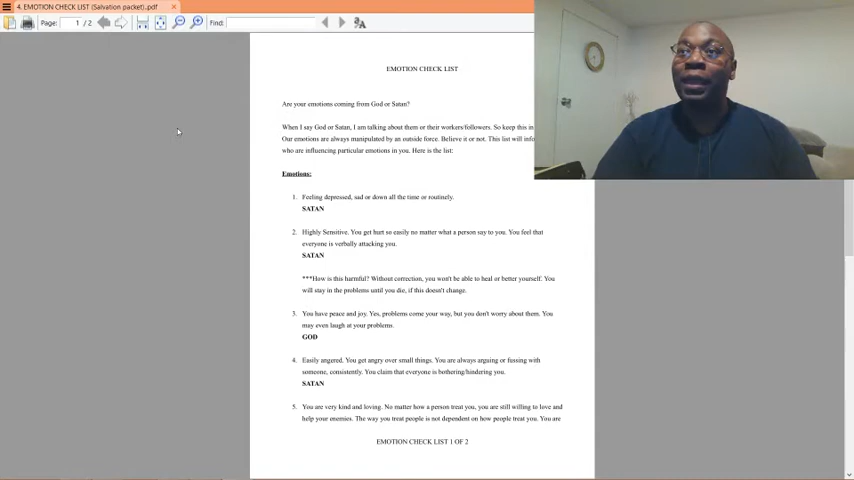 4. EMOTION CHECK LIST (Salvation packet).pdf
Page: 1 / 2 Find:
EMOTION CHECK LIST
Are your emotions coming from God or Satan?
When I say God or Satan, I am talking about them or their workers/followers. So keep this in
Our emotions are always manipulated by an outside force. Believe it or not. This list will info
who are influencing particular emotions in you. Here is the list:
Emotions:
1. Feeling depressed, sad or down all the time or routinely.
SATAN
2. Highly Sensitive. You get hurt so easily no matter what a person say to you. You feel that
everyone is verbally attacking you.
SATAN
***How is this harmful? Without correction, you won't be able to heal or better yourself. You
will stay in the problems until you die, if this doesn't change.
3. You have peace and joy. Yes, problems come your way, but you don't worry about them. You
may even laugh at your problems.
GOD
4. Easily angered. You get angry over small things. You are always arguing or fussing with
someone, consistently. You claim that everyone is bothering/hindering you.
SATAN
5. You are very kind and loving. No matter how a person treat you, you are still willing to love and
help your enemies. The way you treat people is not dependent on how people treat you. You are
EMOTION CHECK LIST 1 OF 2